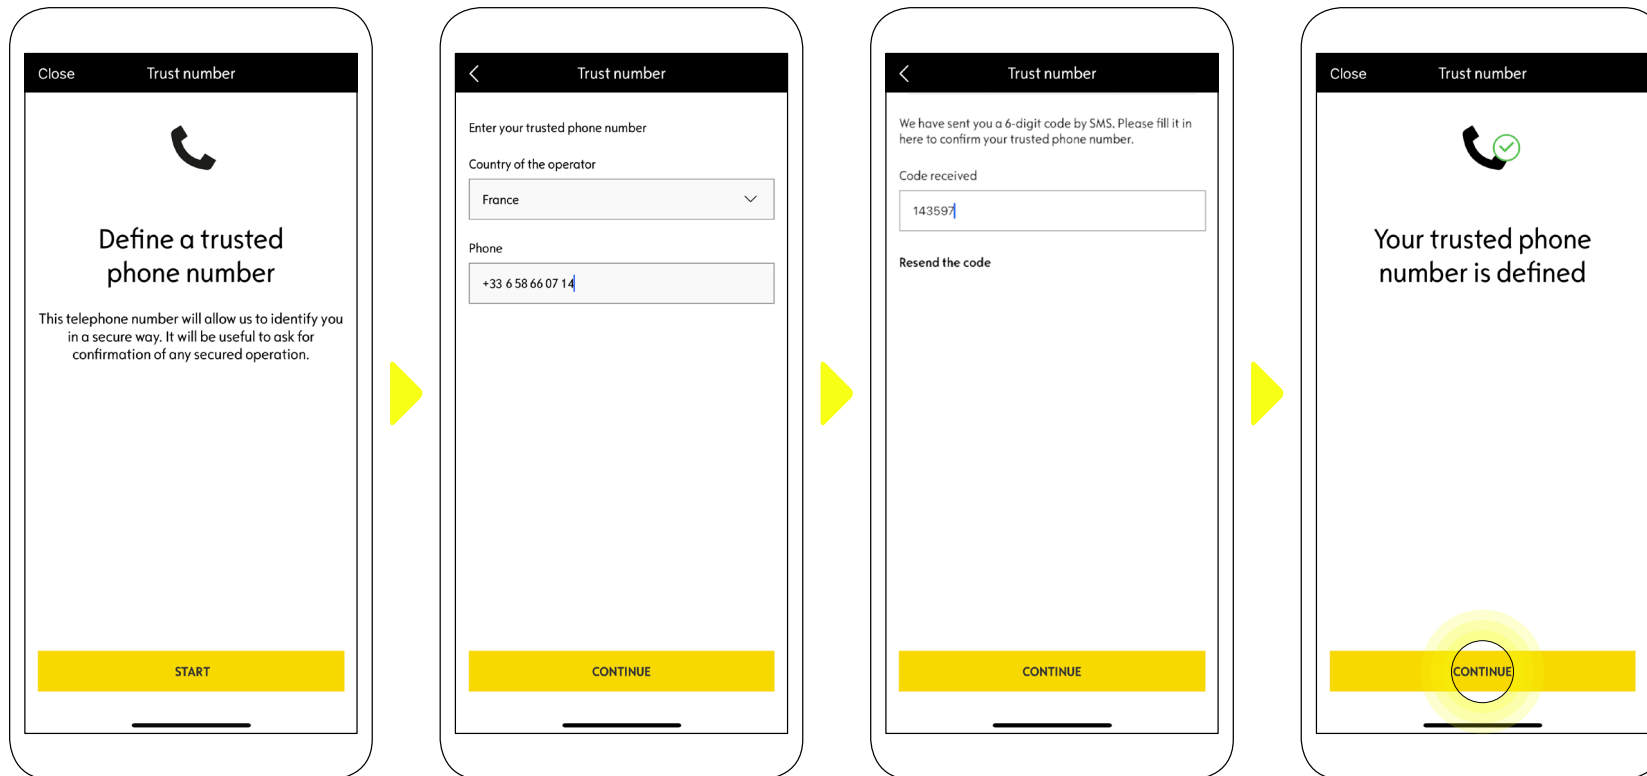 Close Trust number
Define a trusted
phone number
This telephone number will allow us to identify you
in a secure way. It will be useful to ask for
confirmation of any secured operation.
START
Trust number
Enter your trusted phone number
Country of the operator
France
Phone
+33 6 58 66 07 14
CONTINUE
Trust number
We have sent you a 6-digit code by SMS. Please fill it in
here to confirm your trusted phone number.
Code received
143597
Resend the code
CONTINUE
Close Trust number
Your trusted phone
number is defined
CONTINUE